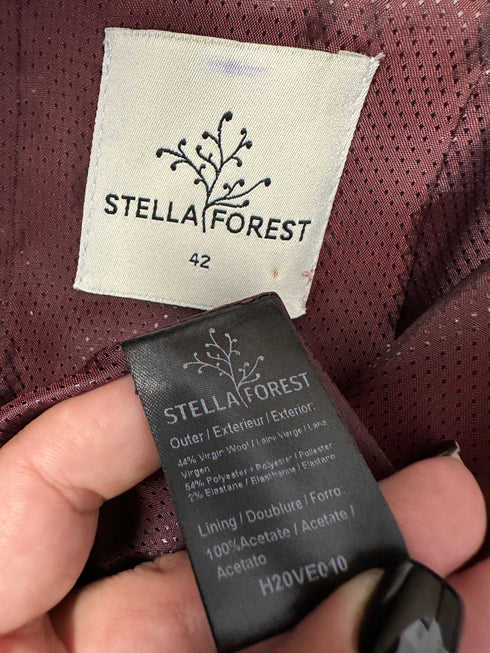 STELLA FOREST
42
STELLA FOREST
Outer / Exterieur / Exterior:
44% Virgin Wool / Laine Vierge / Lana
Virgen
54% Polyester / Polyester / Polyester
2% Elastane / Elasthanne / Elastano
Lining / Doublure / Forro:
100%Acetate / Acetate /
Acetato
H20VE010